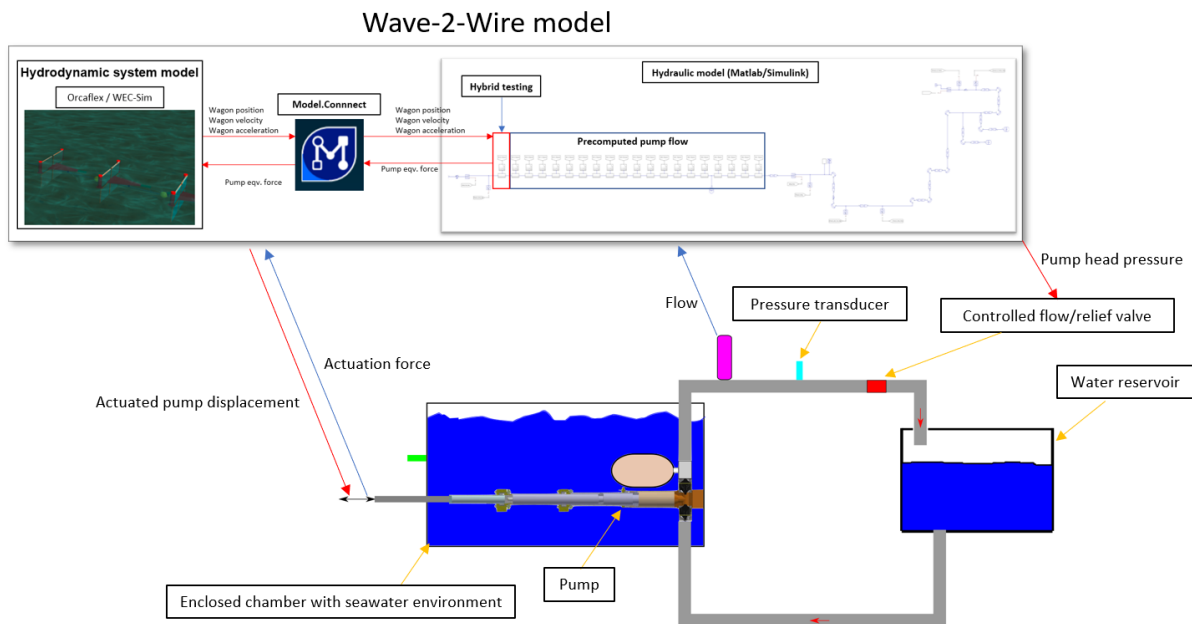 Wave-2-Wire model
Hydrodynamic system model
Orcaflex / WEC-Sim
Wagon position
Wagon velocity
Wagon acceleration
Pump eqv. force
Model.Connnect
Wagon position
Wagon velocity
Wagon acceleration
Pump eqv. force
Hydraulic model (Matlab/Simulink)
Hybrid testing
Precomputed pump flow
Pump head pressure
Flow
Pressure transducer
Controlled flow/relief valve
Actuation force
Water reservoir
Actuated pump displacement
Pump
Enclosed chamber with seawater environment